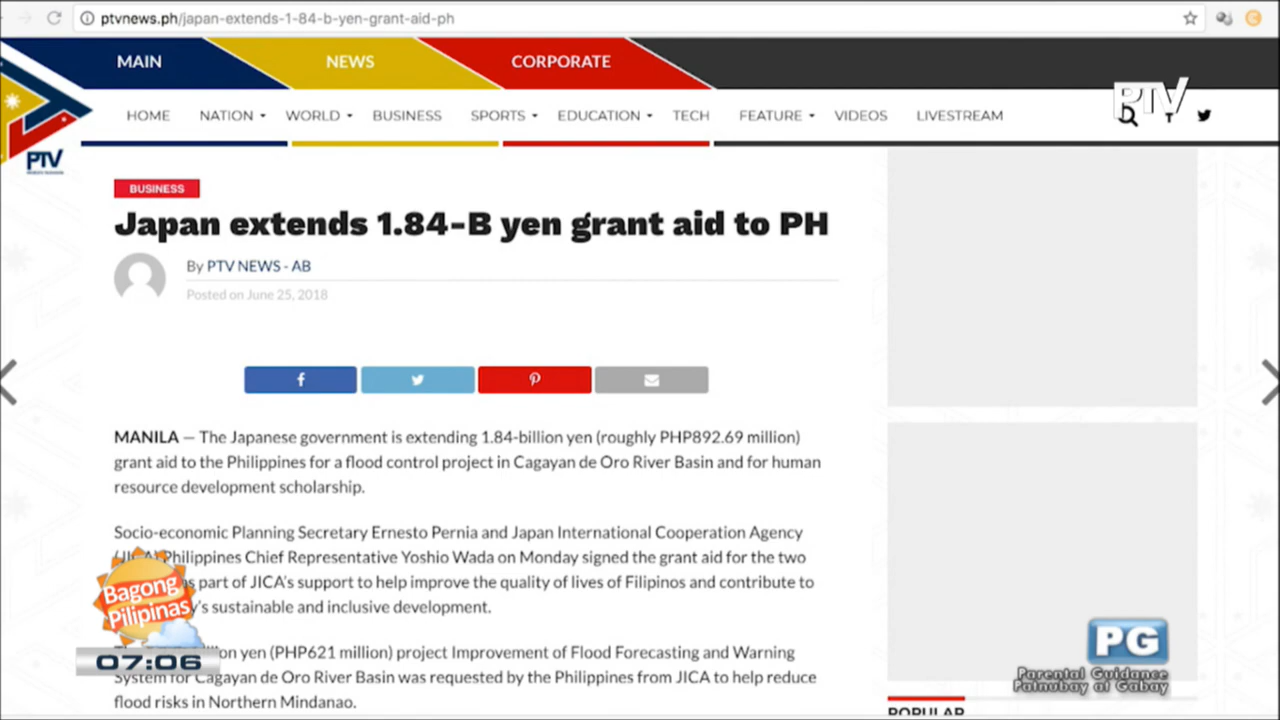 ptvnews.ph/japan-extends-1-84-b-yen-grant-aid-ph
MAIN
NEWS
CORPORATE
HOME
NATION
WORLD
BUSINESS
SPORTS
EDUCATION
TECH
FEATURE
VIDEOS
LIVESTREAM
PTV
PTV
BUSINESS
Japan extends 1.84-B yen grant aid to PH
By PTV NEWS - AB
Posted on June 25, 2018
MANILA — The Japanese government is extending 1.84-billion yen (roughly PHP892.69 million)
grant aid to the Philippines for a flood control project in Cagayan de Oro River Basin and for human
resource development scholarship.
Socio-economic Planning Secretary Ernesto Pernia and Japan International Cooperation Agency
(JICA) Philippines Chief Representative Yoshio Wada on Monday signed the grant aid for the two
as part of JICA's support to help improve the quality of lives of Filipinos and contribute to
sustainable and inclusive development.
yen (PHP621 million) project Improvement of Flood Forecasting and Warning
System for Cagayan de Oro River Basin was requested by the Philippines from JICA to help reduce
flood risks in Northern Mindanao.
Bagong
Pilipinas
07:06
PG
Parental Guidance
Patnubay at Gabay
POPULAR